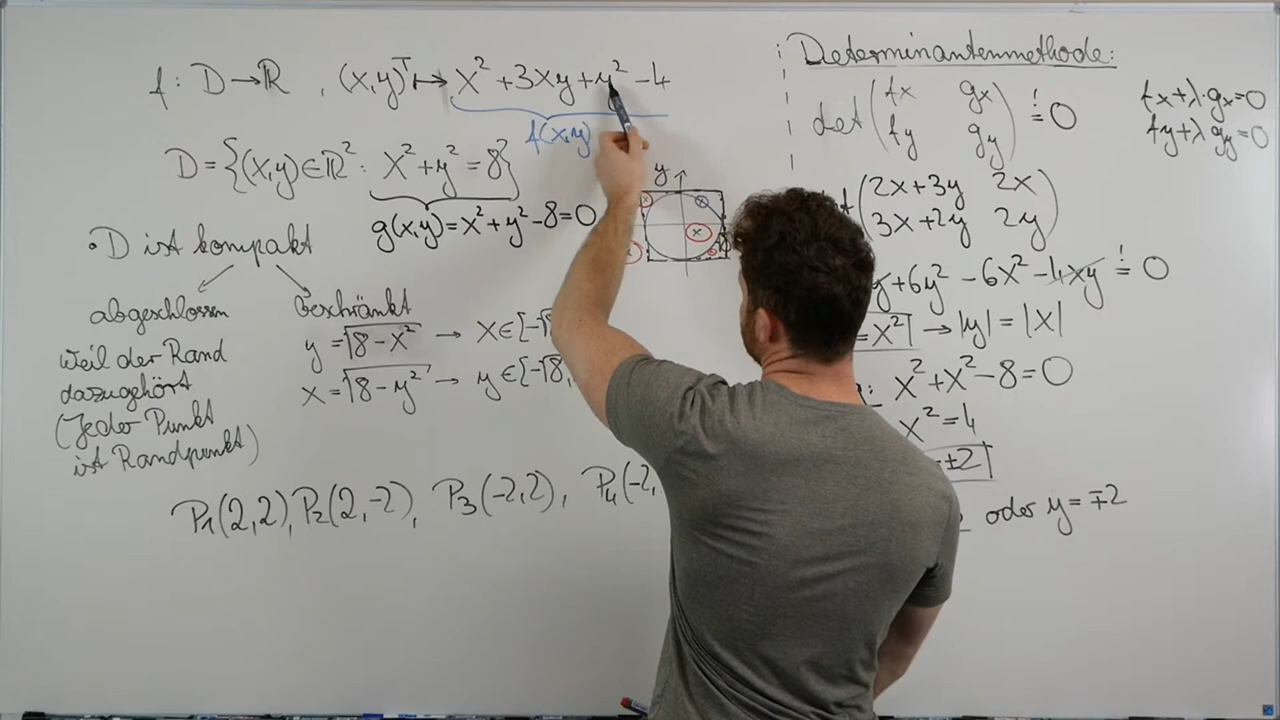 f: D→ℝ , (x,y)ᵀ ↦ x² + 3xy + y² - 4
f(x,y)
D = {(x,y)∈ℝ²: x² + y² = 8}
g(x,y) = x² + y² - 8 = 0
y
• D ist kompakt
abgeschlossen
weil der Rand
dazugehört
(Jeder Punkt
ist Randpunkt)
beschränkt
y = √8 - x² → x∈[-√8
x = √8 - y² → y∈[-√8,
P₁(2,2), P₂(2,-2), P₃(-2,2), P₄(-2,
Determinantenmethode:
det(fx gx
fy gy) != 0
fx + λ·gx = 0
fy + λ gy = 0
(2x+3y 2x
3x+2y 2y)
y + 6y² - 6x² - 4xy != 0
= x² → |y| = |x|
: x² + x² - 8 = 0
x² = 4
±2
oder y = ∓2